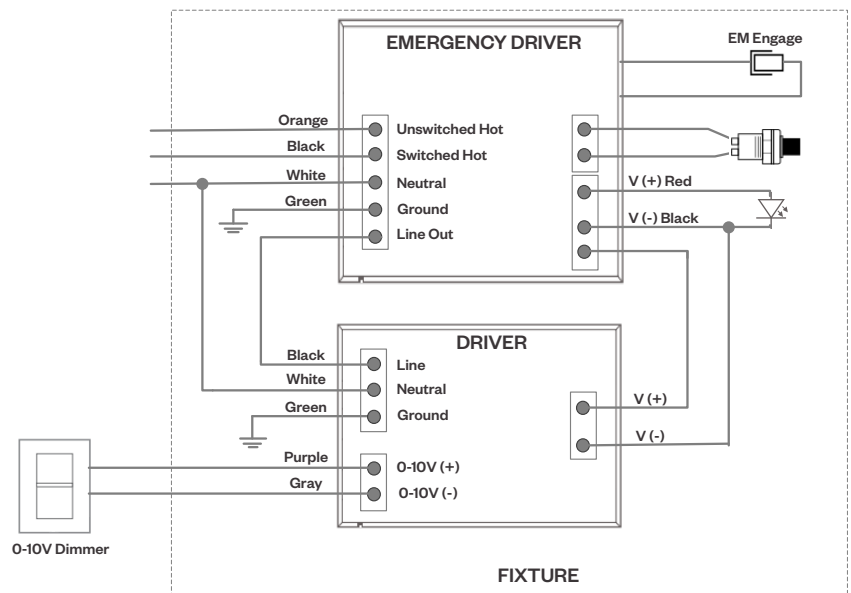 EMERGENCY DRIVER
EM Engage
Orange
Unswitched Hot
Black
Switched Hot
White
Neutral
V (+) Red
Green
Ground
V (-) Black
Line Out
DRIVER
Black
Line
White
Neutral
V (+)
Green
Ground
V (-)
Purple
0-10V (+)
Gray
0-10V (-)
0-10V Dimmer
FIXTURE